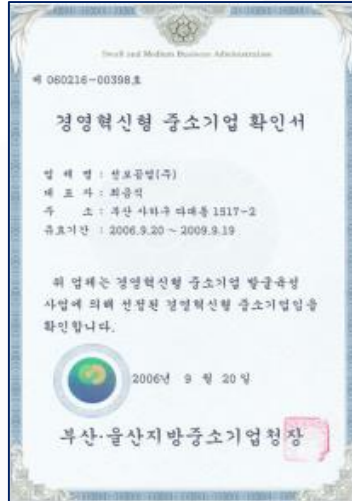 Small and Medium Business Administration
제 060216-00398호
경영혁신형 중소기업 확인서
업 체 명 : 선보공업(주)
대 표 자 : 최금식
주 소 : 부산 사하구 다대동 1517-2
유효기간 : 2006.9.20 ~ 2009.9.19
위 업체는 경영혁신형 중소기업 발굴육성
사업에 의해 선정된 경영혁신형 중소기업임을
확인합니다.
2006년 9 월 20 일
부산·울산지방중소기업청장